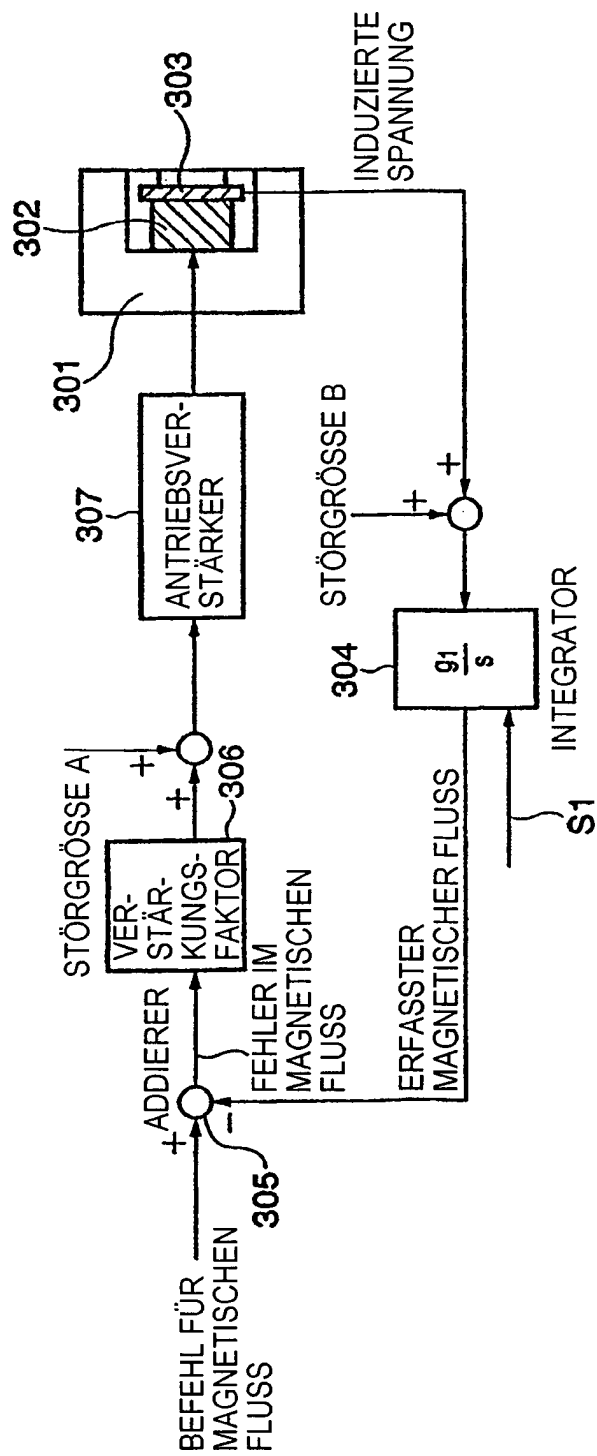 BEFEHL FÜR
MAGNETISCHEN
FLUSS
+
−
305
ADDIERER
FEHLER IM
MAGNETISCHEN
FLUSS
VER-
STÄR-
KUNGS-
FAKTOR
306
STÖRGRÖSSE A
+
+
ANTRIEBSVER-
STÄRKER
307
301
302
303
INDUZIERTE
SPANNUNG
STÖRGRÖSSE B
+
+
304
g1
s
INTEGRATOR
S1
ERFASSTER
MAGNETISCHER FLUSS